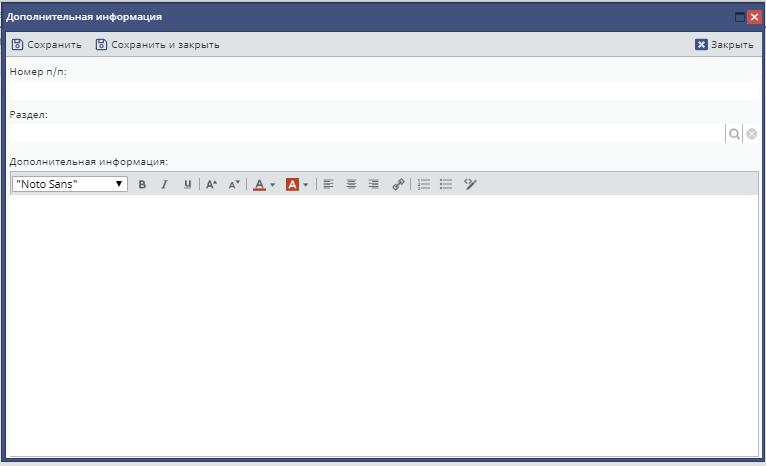 Дополнительная информация
Сохранить Сохранить и закрыть Закрыть
Номер п/п:
Раздел:
Дополнительная информация:
"Noto Sans" B I U A A A A